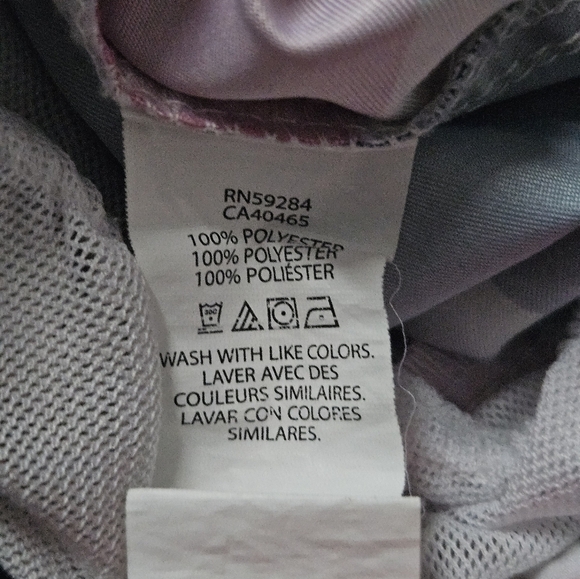 RN59284
CA40465
100% POLYESTER
100% POLYESTER
100% POLIÉSTER
WASH WITH LIKE COLORS.
LAVER AVEC DES
COULEURS SIMILAIRES.
LAVAR CON COLORES
SIMILARES.